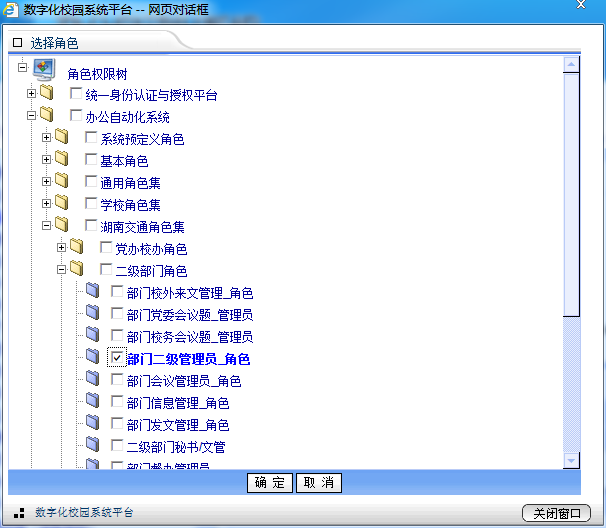 数字化校园系统平台 -- 网页对话框
选择角色
角色权限树
统一身份认证与授权平台
办公自动化系统
系统预定义角色
基本角色
通用角色集
学校角色集
湖南交通角色集
党办校办角色
二级部门角色
部门校外来文管理_角色
部门党委会议题_管理员
部门校务会议题_管理员
部门二级管理员_角色
部门会议管理员_角色
部门信息管理_角色
部门发文管理_角色
二级部门秘书/文管
部门督办管理员
确 定 取 消
数字化校园系统平台 关闭窗口